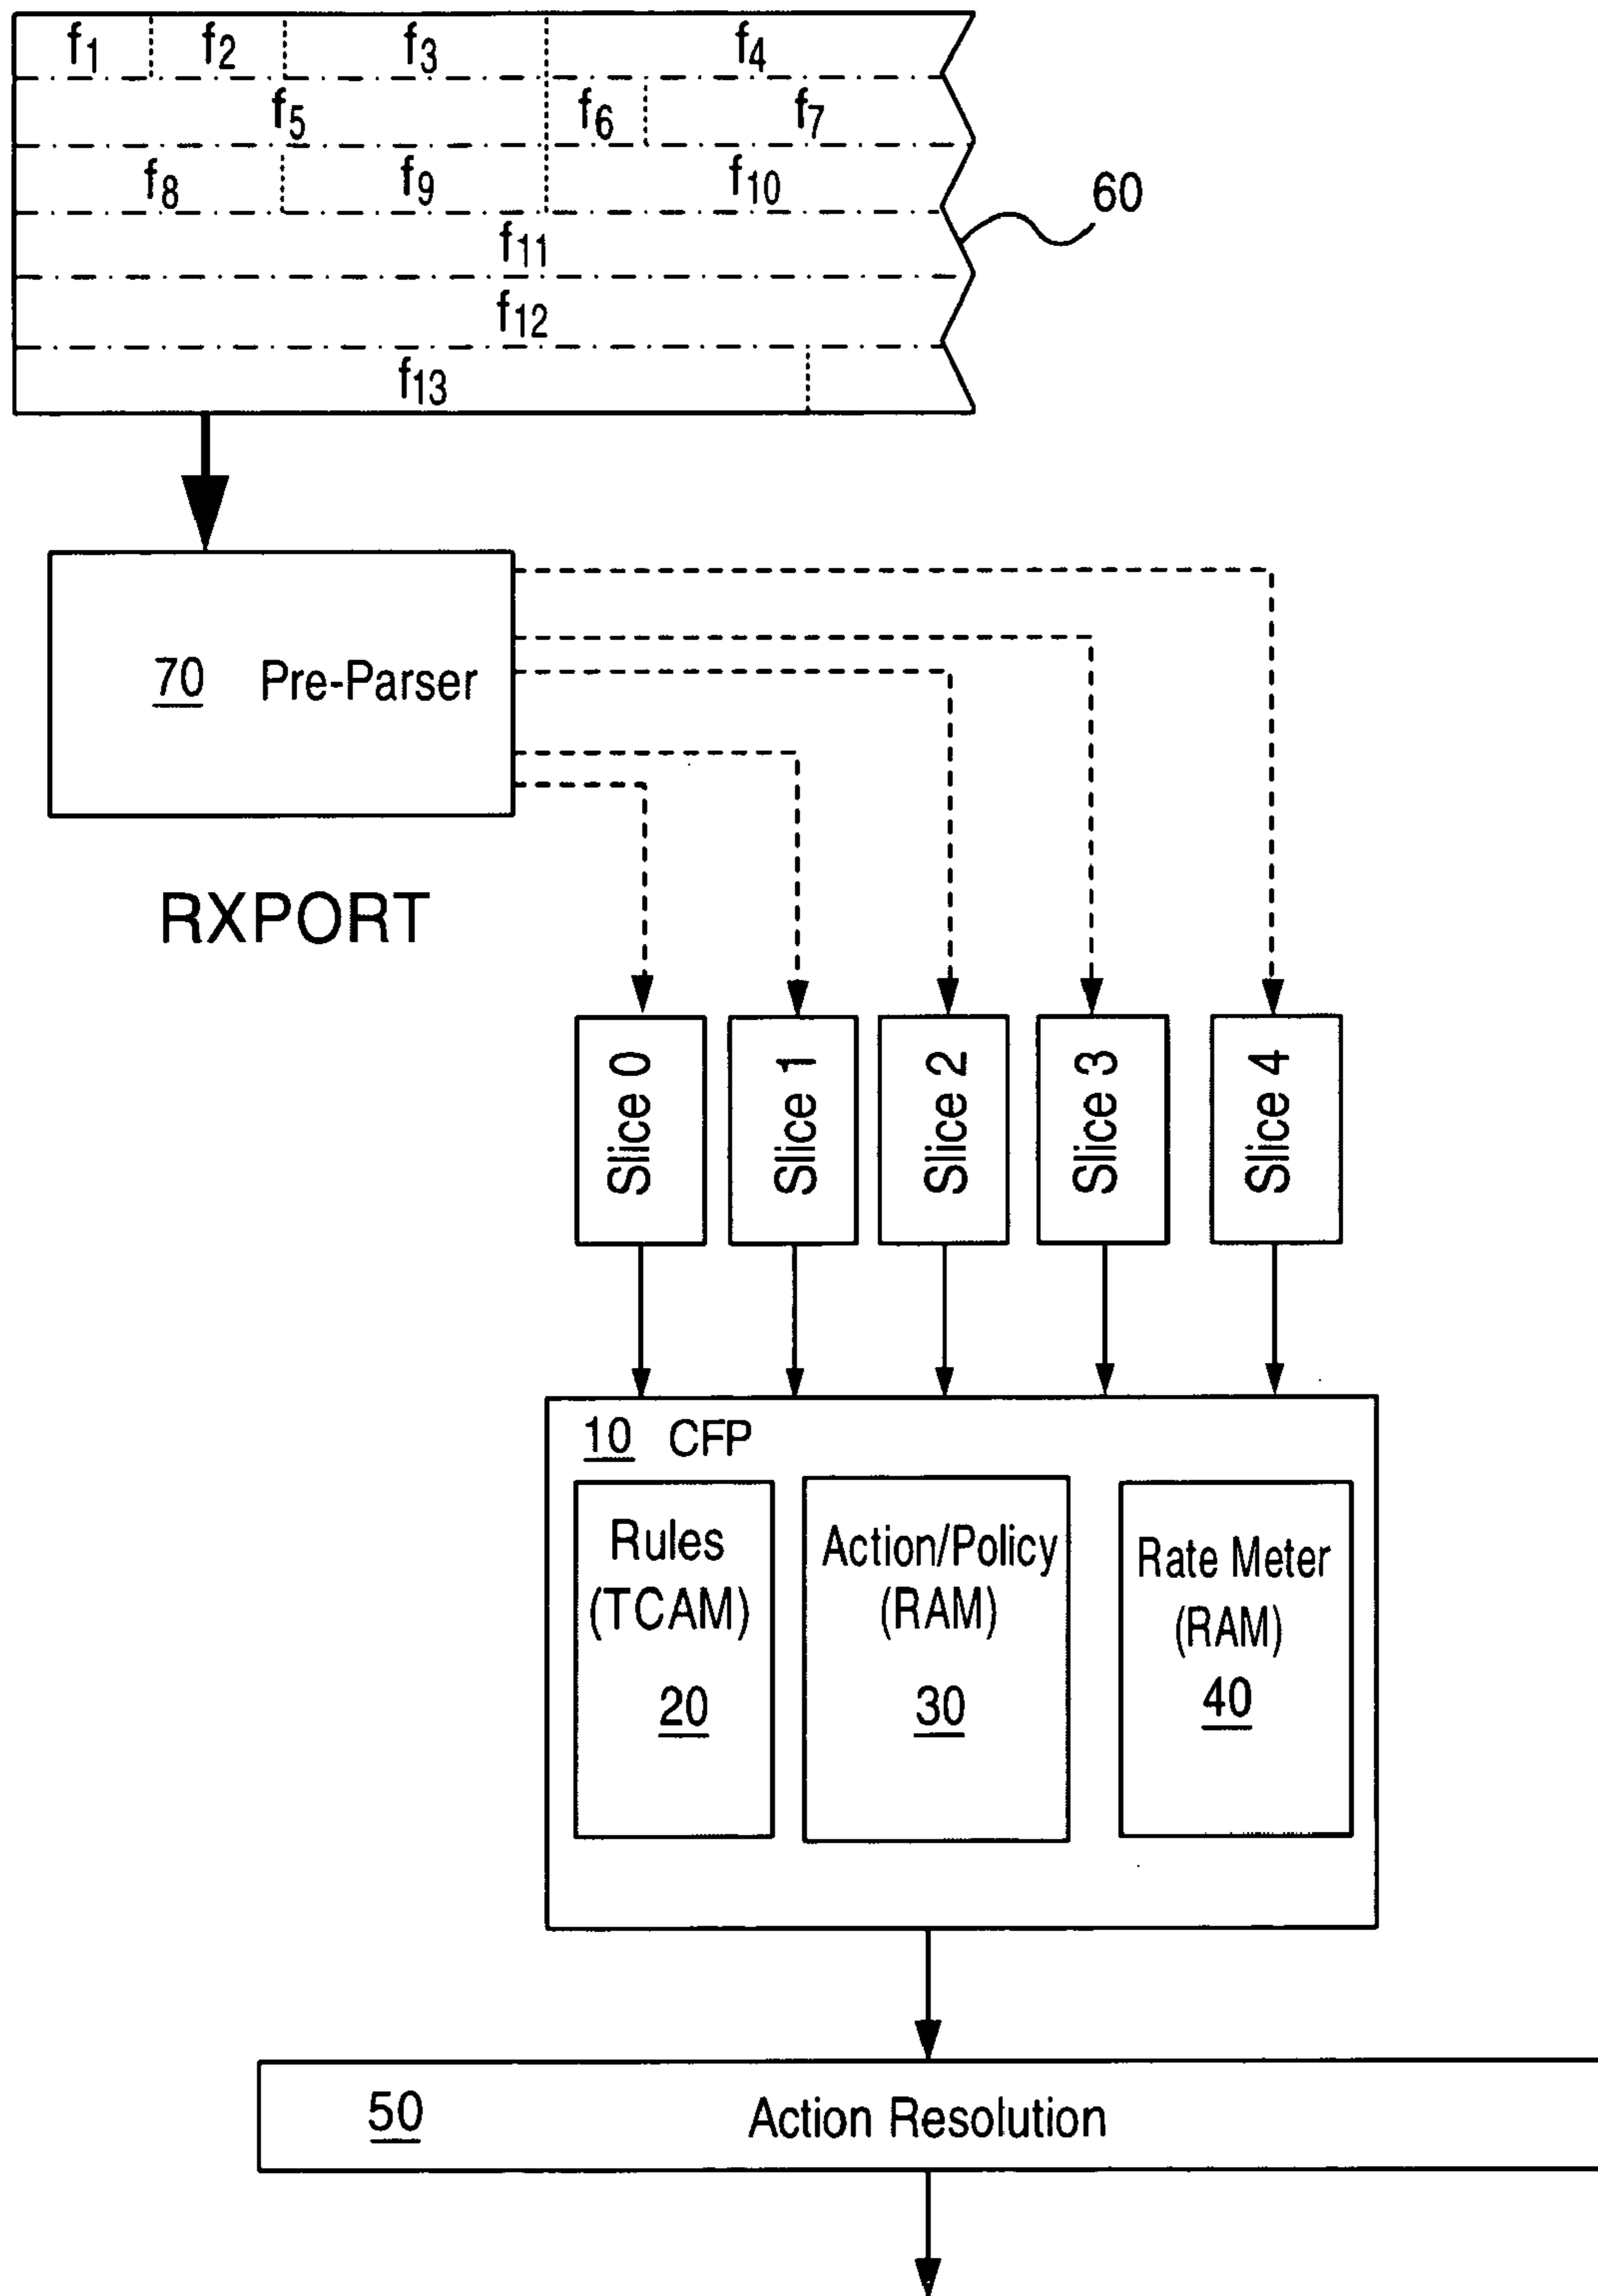 f1 f2 f3 f4
f5 f6 f7
f8 f9 f10
f11
f12
f13
60
70 Pre-Parser
RXPORT
Slice 0
Slice 1
Slice 2
Slice 3
Slice 4
10 CFP
Rules
(TCAM)
20
Action/Policy
(RAM)
30
Rate Meter
(RAM)
40
50 Action Resolution